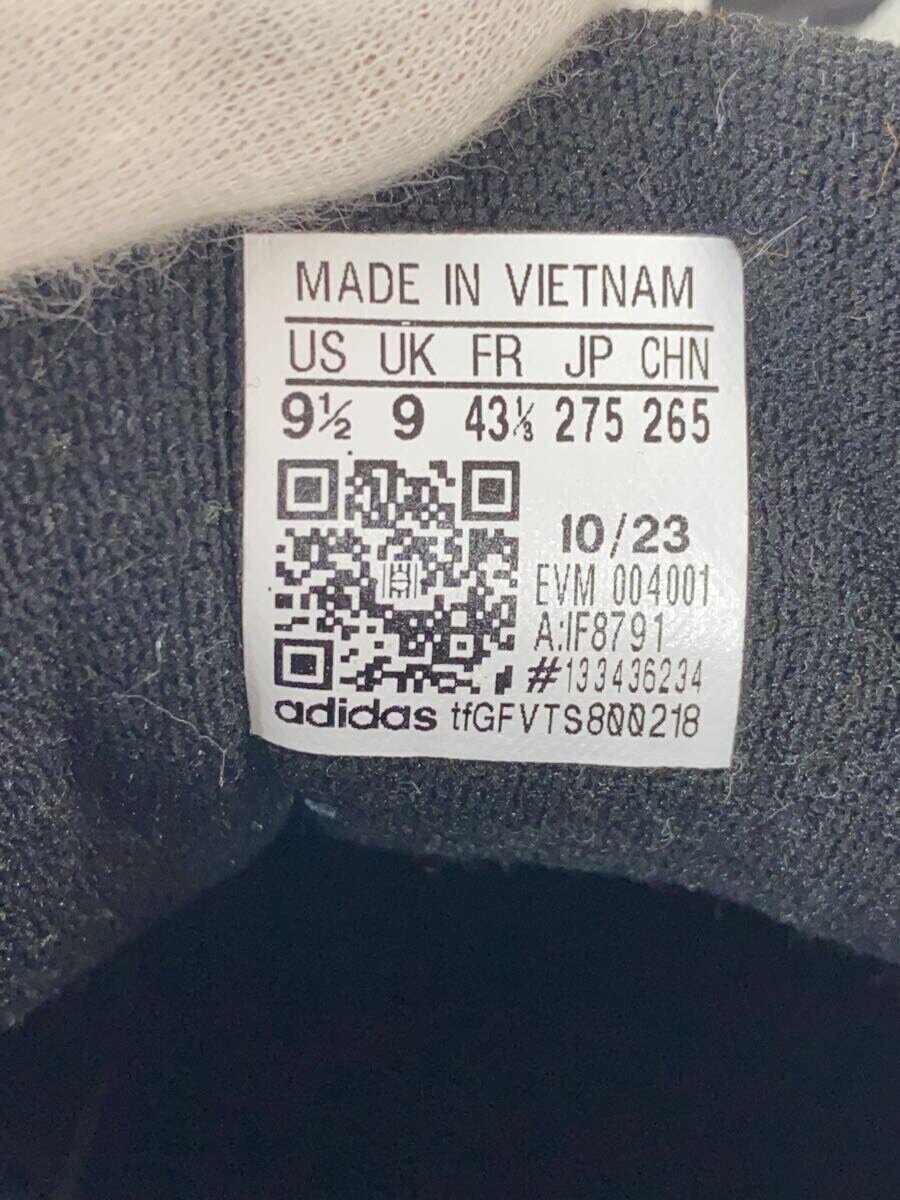 MADE IN VIETNAM
US UK FR JP CHN
9½ 9 43⅓ 275 265
10/23
EVM 004001
A:IF8791
#133436234
adidas tfGFVTS800218